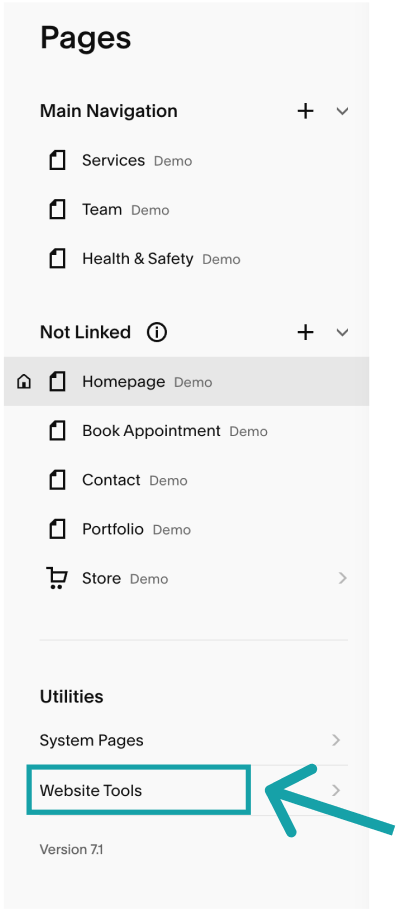 Pages
Main Navigation
Services Demo
Team Demo
Health & Safety Demo
Not Linked
Homepage Demo
Book Appointment Demo
Contact Demo
Portfolio Demo
Store Demo
Utilities
System Pages
Website Tools
Version 7.1